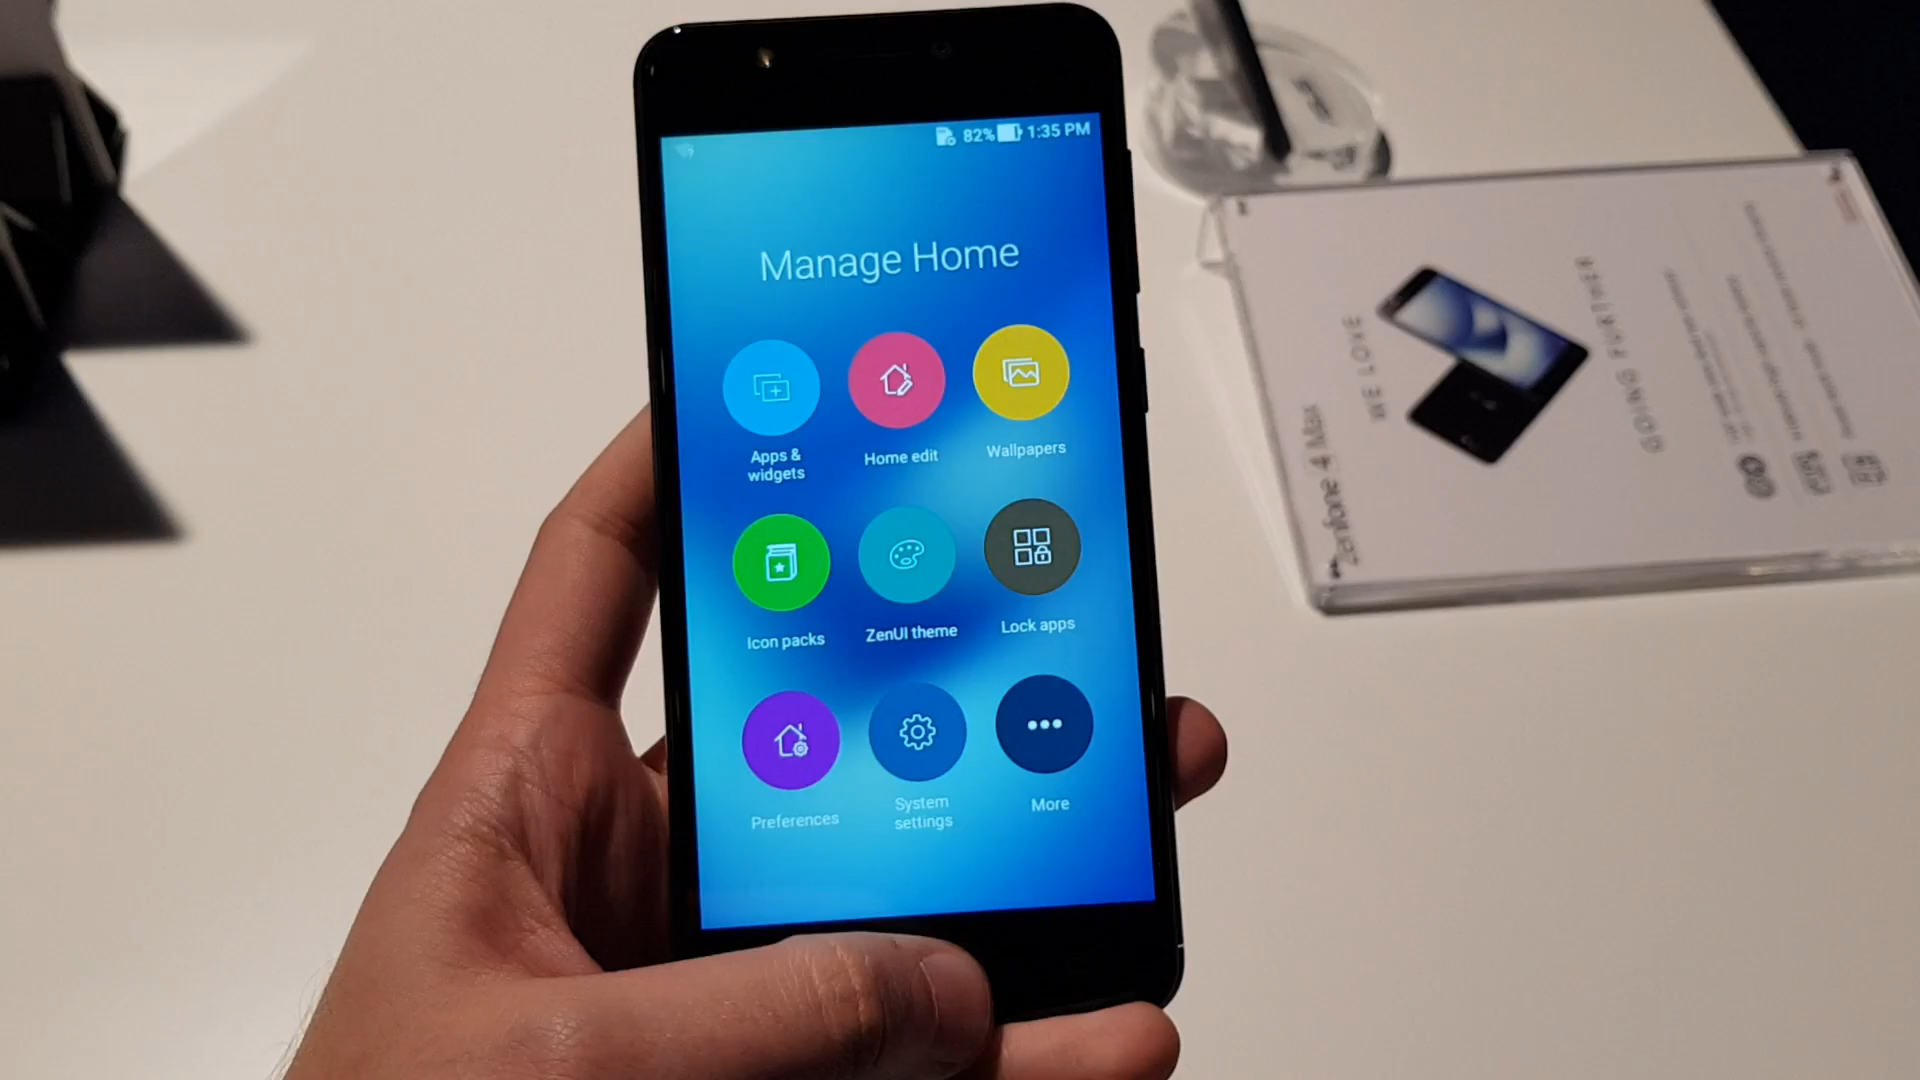 82% 1:35 PM
Manage Home
Apps &
widgets
Home edit
Wallpapers
Icon packs
ZenUI theme
Lock apps
Preferences
System
settings
More
Zenfone 4 Max
WE LOVE
GOING FURTHER